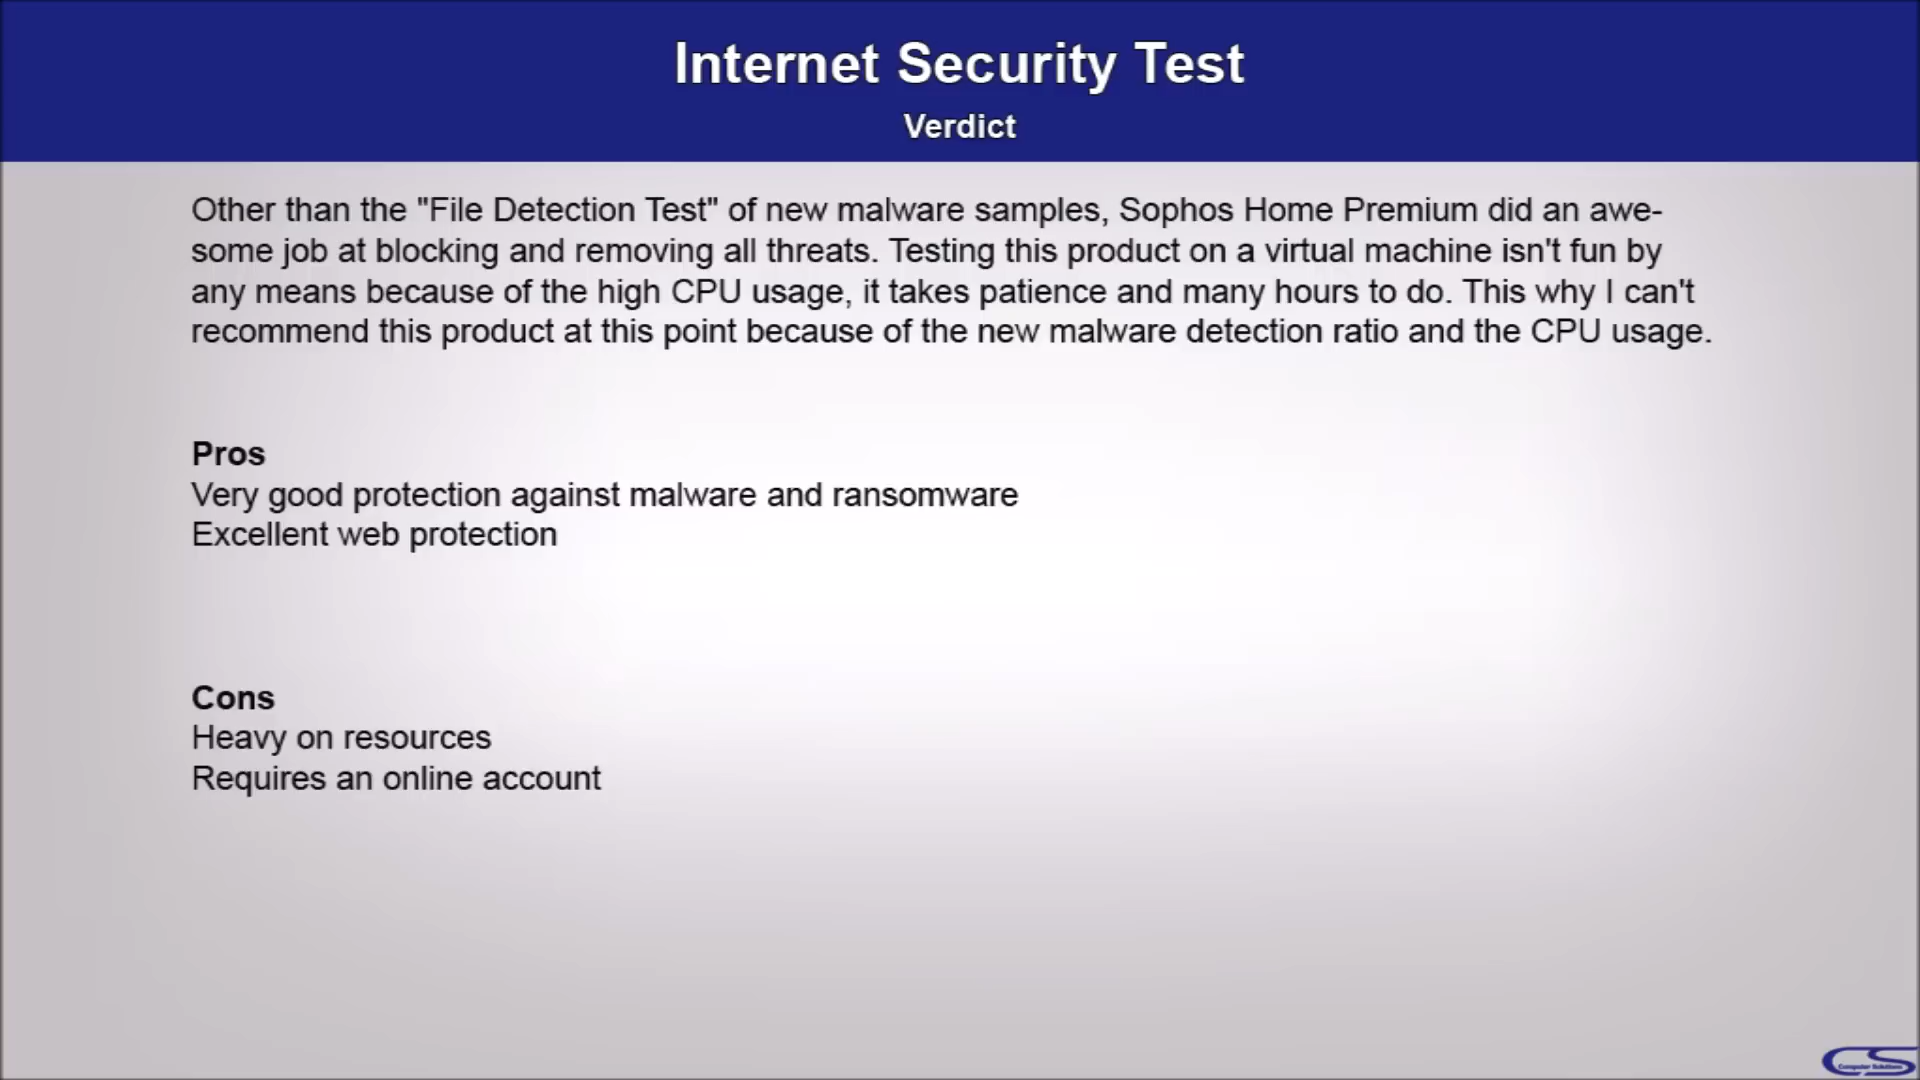 Internet Security Test
Verdict
Other than the "File Detection Test" of new malware samples, Sophos Home Premium did an awe-
some job at blocking and removing all threats. Testing this product on a virtual machine isn't fun by
any means because of the high CPU usage, it takes patience and many hours to do. This why I can't
recommend this product at this point because of the new malware detection ratio and the CPU usage.
Pros
Very good protection against malware and ransomware
Excellent web protection
Cons
Heavy on resources
Requires an online account
CS
Computer Solutions